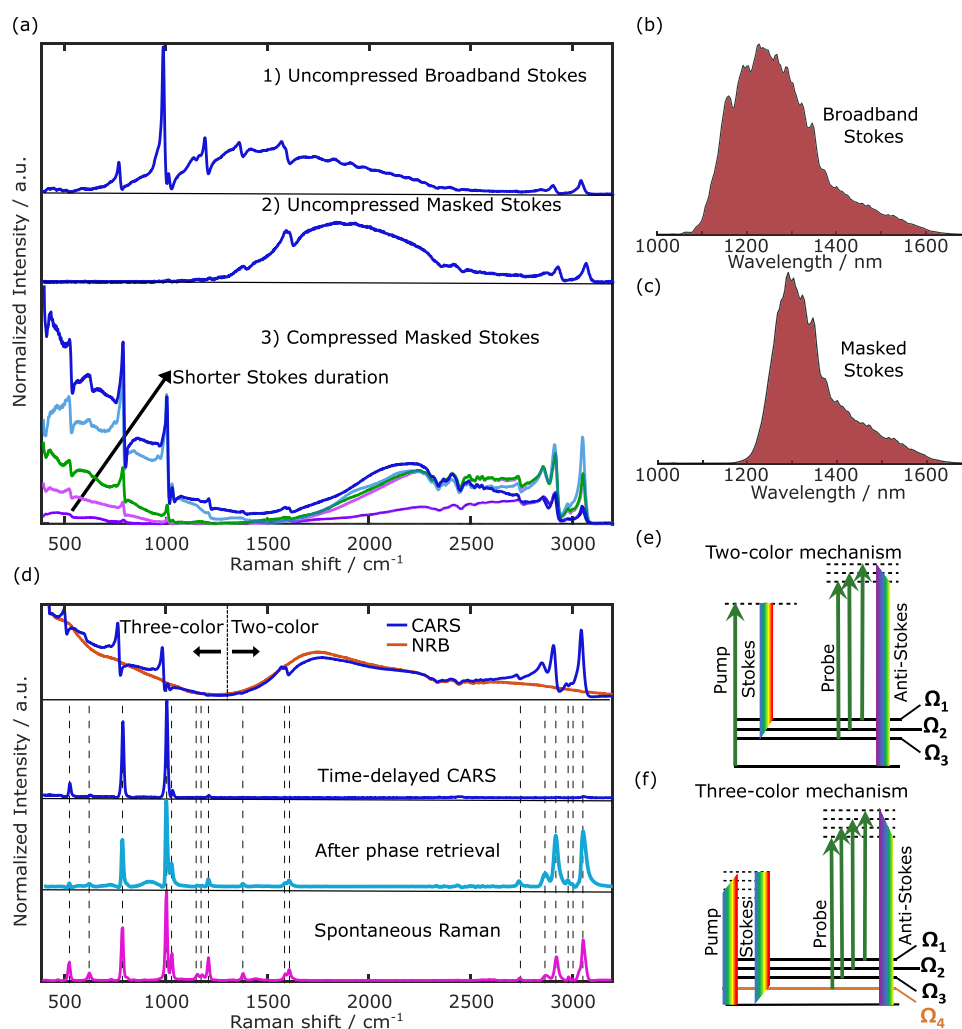 (a)
Normalized Intensity / a.u.
1) Uncompressed Broadband Stokes
2) Uncompressed Masked Stokes
3) Compressed Masked Stokes
Shorter Stokes duration
500 1000 1500 2000 2500 3000
Raman shift / cm-1
(b)
Broadband
Stokes
1000 1200 1400 1600
Wavelength / nm
(c)
Masked
Stokes
1000 1200 1400 1600
Wavelength / nm
(d)
Normalized Intensity / a.u.
Three-color
Two-color
CARS
NRB
Time-delayed CARS
After phase retrieval
Spontaneous Raman
500 1000 1500 2000 2500 3000
Raman shift / cm-1
(e)
Two-color mechanism
Pump
Stokes
Probe
Anti-Stokes
Ω1
Ω2
Ω3
(f)
Three-color mechanism
Pump
Stokes
Probe
Anti-Stokes
Ω1
Ω2
Ω3
Ω4